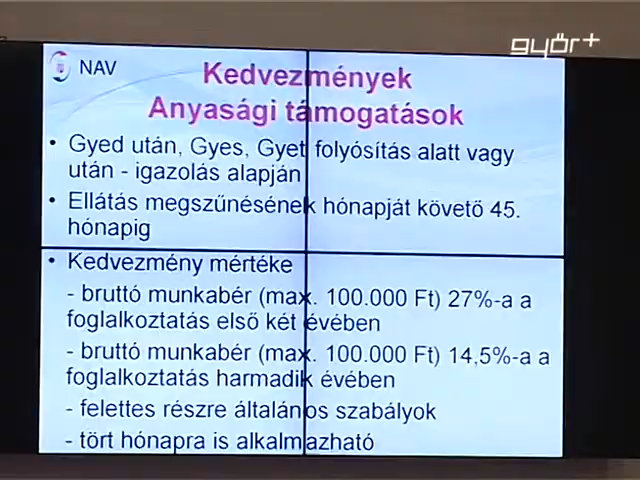 győr+
NAV
Kedvezmények
Anyasági támogatások
• Gyed után, Gyes, Gyet folyósítás alatt vagy
után - igazolás alapján
• Ellátás megszűnésének hónapját követő 45.
hónapig
• Kedvezmény mértéke
- bruttó munkabér (max. 100.000 Ft) 27%-a a
foglalkoztatás első két évében
- bruttó munkabér (max. 100.000 Ft) 14,5%-a a
foglalkoztatás harmadik évében
- felettes részre általános szabályok
- tört hónapra is alkalmazható